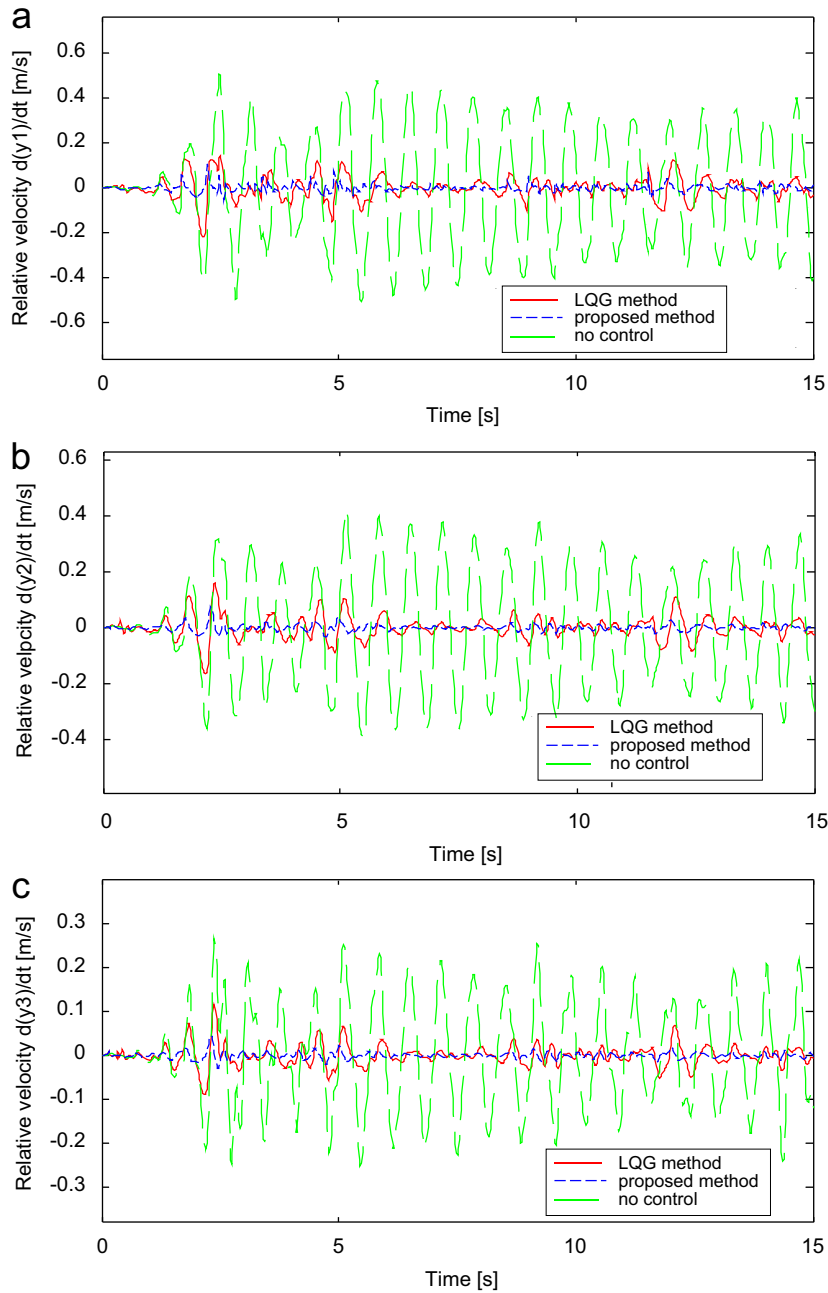 a
Relative velocity d(y1)/dt [m/s]
0.6
0.4
0.2
0
-0.2
-0.4
-0.6
LQG method
proposed method
no control
0
5
10
15
Time [s]
b
Relative velpcity d(y2)/dt [m/s]
0.6
0.4
0.2
0
-0.2
-0.4
LQG method
proposed method
no control
0
5
10
15
Time [s]
c
Relative velocity d(y3)/dt [m/s]
0.3
0.2
0.1
0
-0.1
-0.2
-0.3
LQG method
proposed method
no control
0
5
10
15
Time [s]